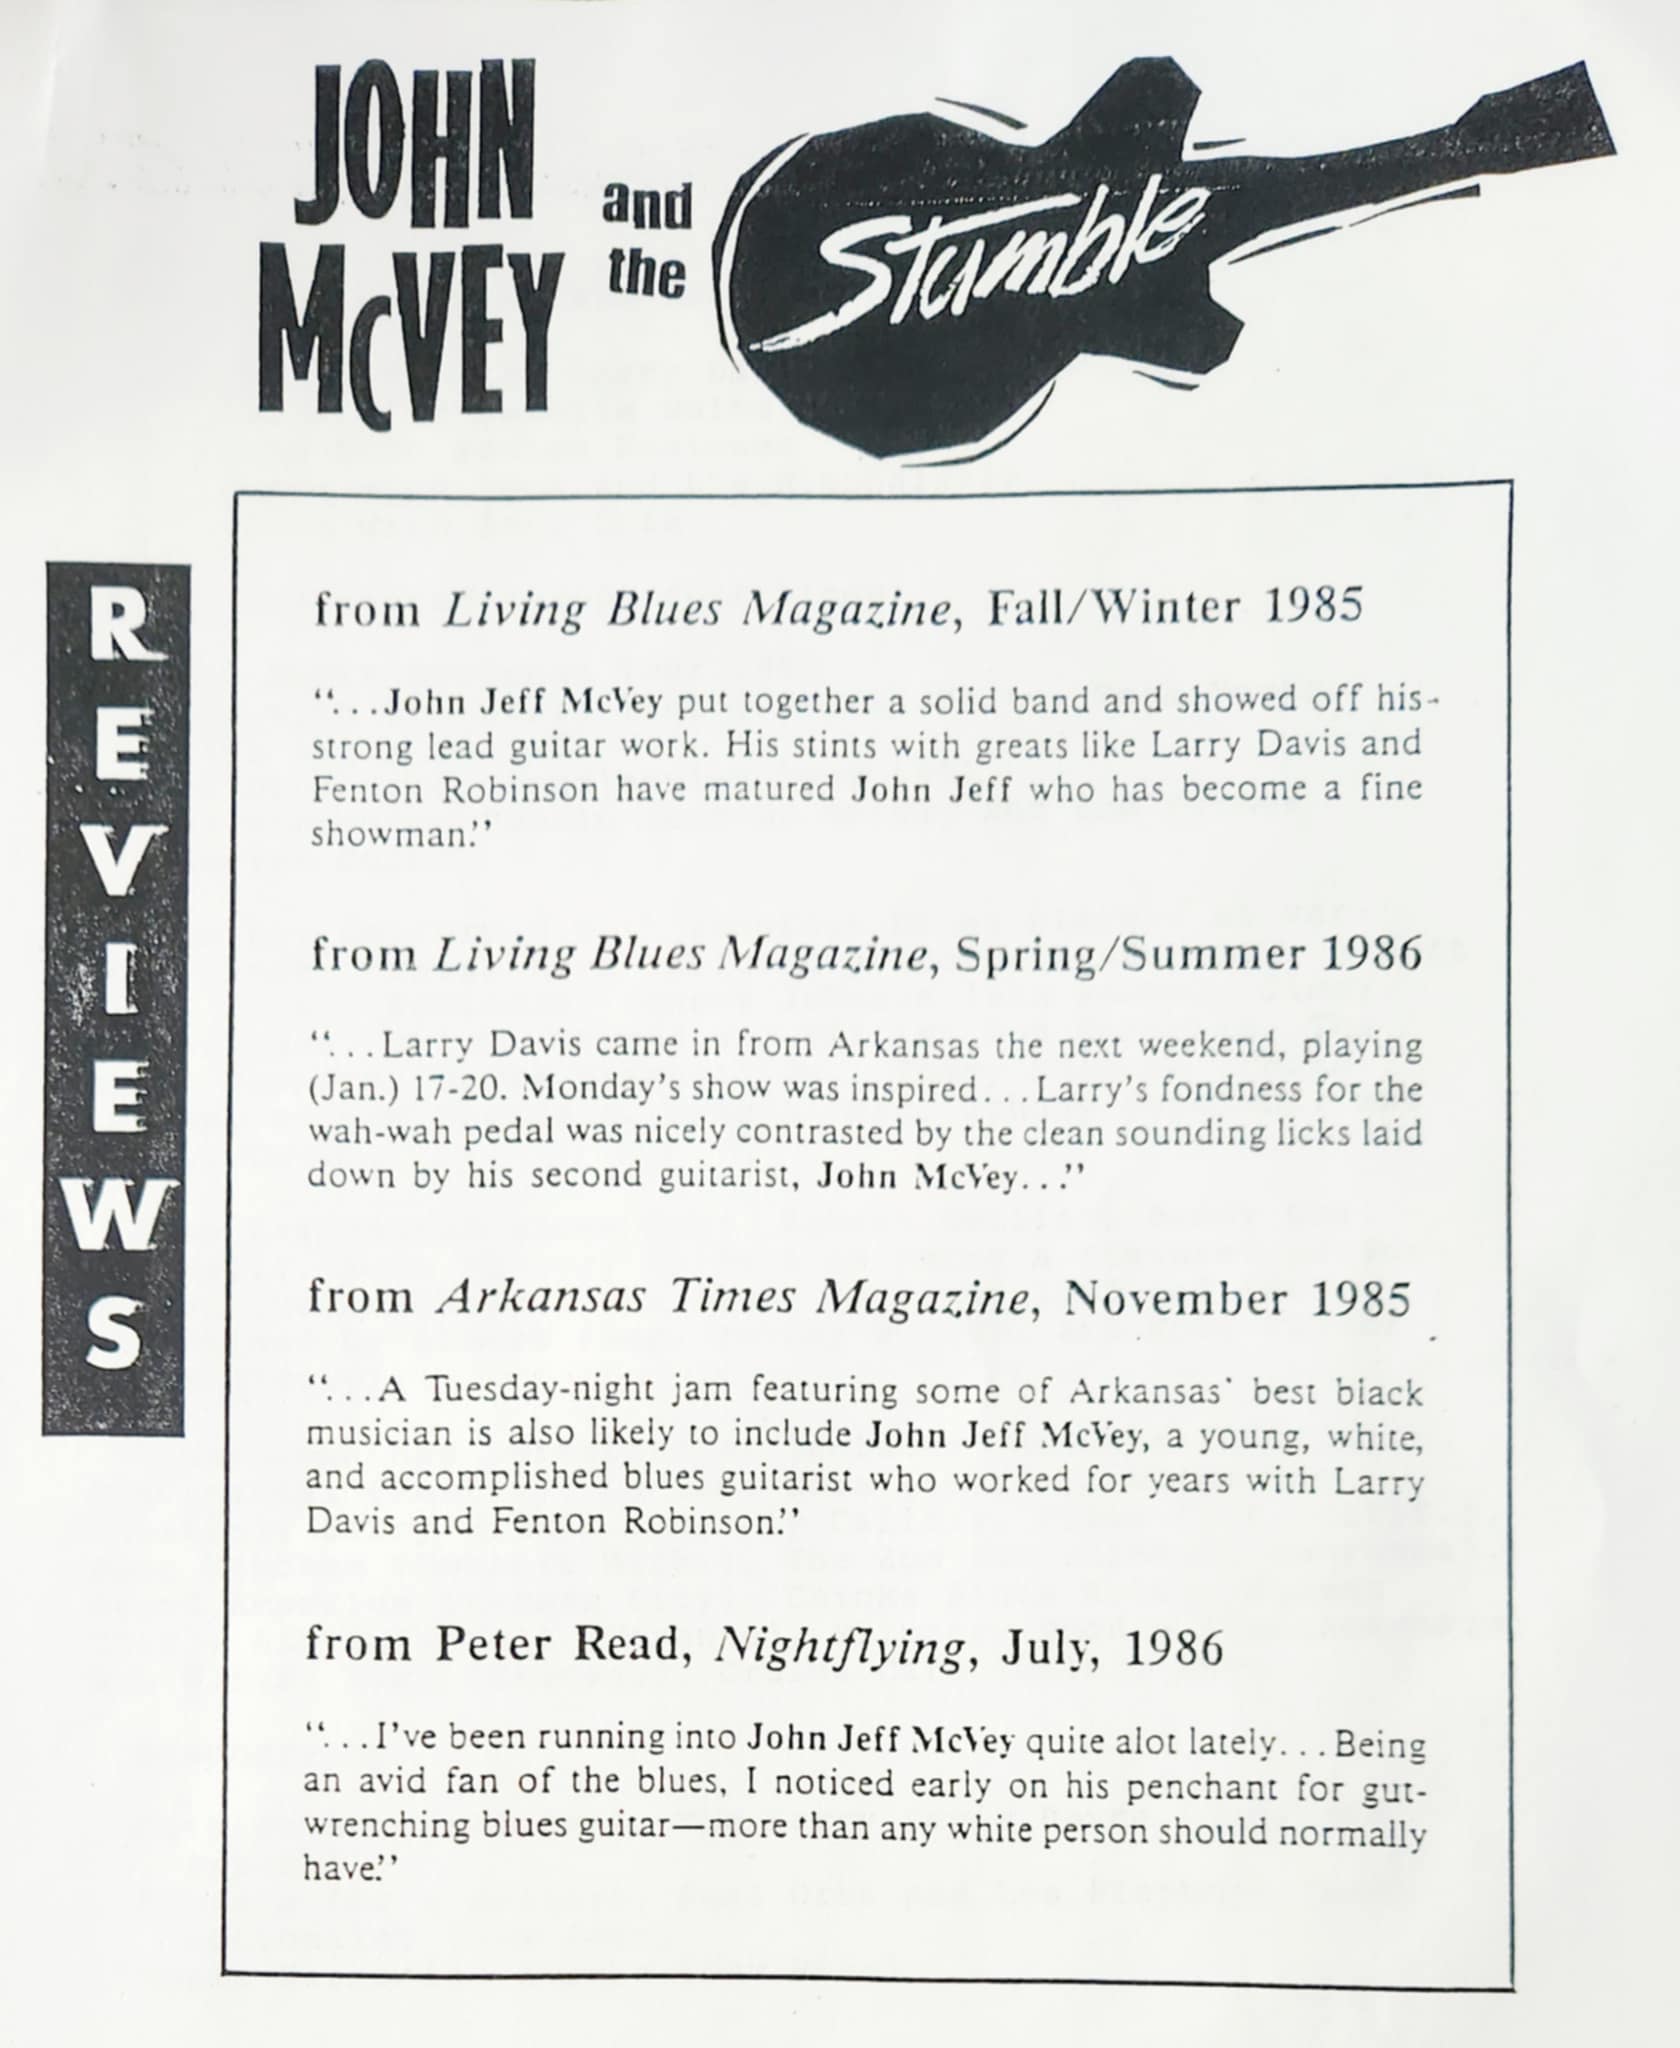 JOHN
McVEY
and
the
Stumble
REVIEWS
from Living Blues Magazine, Fall/Winter 1985
“...John Jeff McVey put together a solid band and showed off his-
strong lead guitar work. His stints with greats like Larry Davis and
Fenton Robinson have matured John Jeff who has become a fine
showman.”
from Living Blues Magazine, Spring/Summer 1986
“...Larry Davis came in from Arkansas the next weekend, playing
(Jan.) 17-20. Monday’s show was inspired...Larry’s fondness for the
wah-wah pedal was nicely contrasted by the clean sounding licks laid
down by his second guitarist, John McVey...”
from Arkansas Times Magazine, November 1985
“...A Tuesday-night jam featuring some of Arkansas’ best black
musician is also likely to include John Jeff McVey, a young, white,
and accomplished blues guitarist who worked for years with Larry
Davis and Fenton Robinson.”
from Peter Read, Nightflying, July, 1986
“...I’ve been running into John Jeff McVey quite alot lately...Being
an avid fan of the blues, I noticed early on his penchant for gut-
wrenching blues guitar—more than any white person should normally
have.”